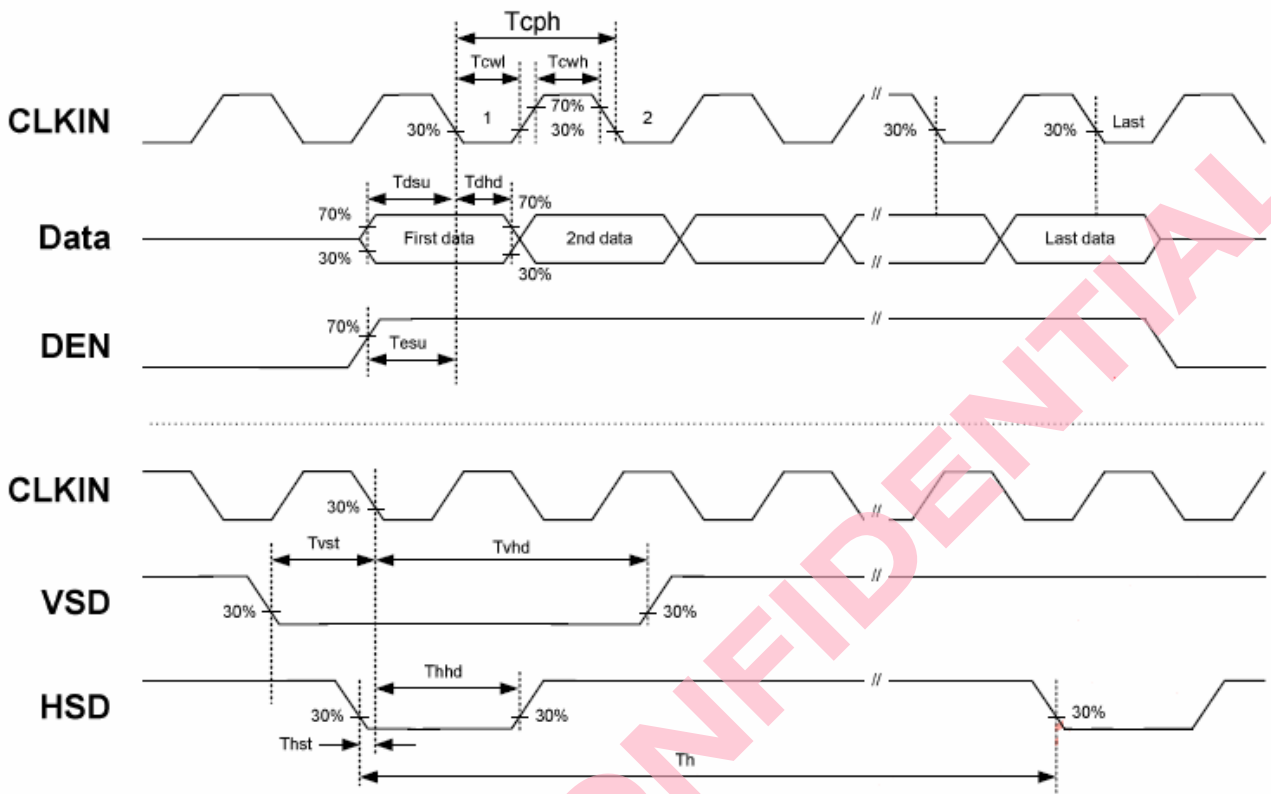 Tcph
Tcwl Tcwh
CLKIN 30% 1 70% 30% 2 // 30% 30% Last
Tdsu Tdhd
70% 70%
Data First data 2nd data // Last data
30% 30%
//
70%
DEN Tesu //
CLKIN 30% //
Tvst Tvhd
VSD 30% 30% //
Thhd
HSD 30% 30% // 30%
Thst
Th
CONFIDENTIAL